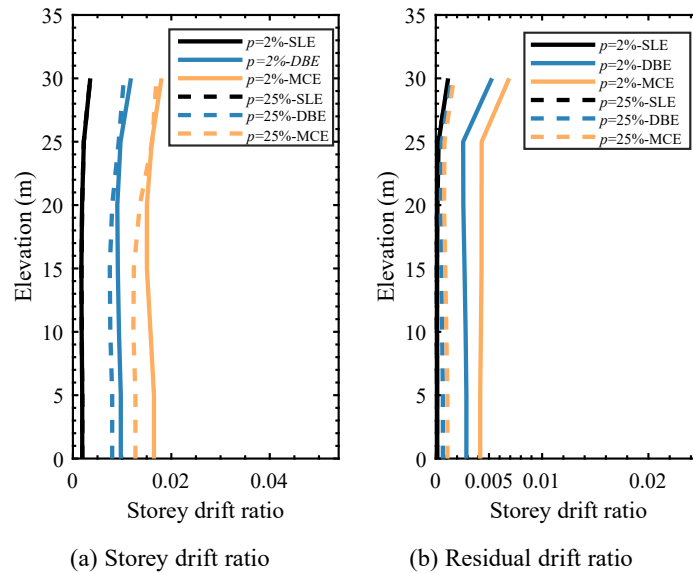 35
30
25
20
15
10
5
0
Elevation (m)
p=2%-SLE
p=2%-DBE
p=2%-MCE
p=25%-SLE
p=25%-DBE
p=25%-MCE
0 0.02 0.04
Storey drift ratio
(a) Storey drift ratio
35
30
25
20
15
10
5
0
Elevation (m)
p=2%-SLE
p=2%-DBE
p=2%-MCE
p=25%-SLE
p=25%-DBE
p=25%-MCE
0 0.005 0.01 0.02
Storey drift ratio
(b) Residual drift ratio